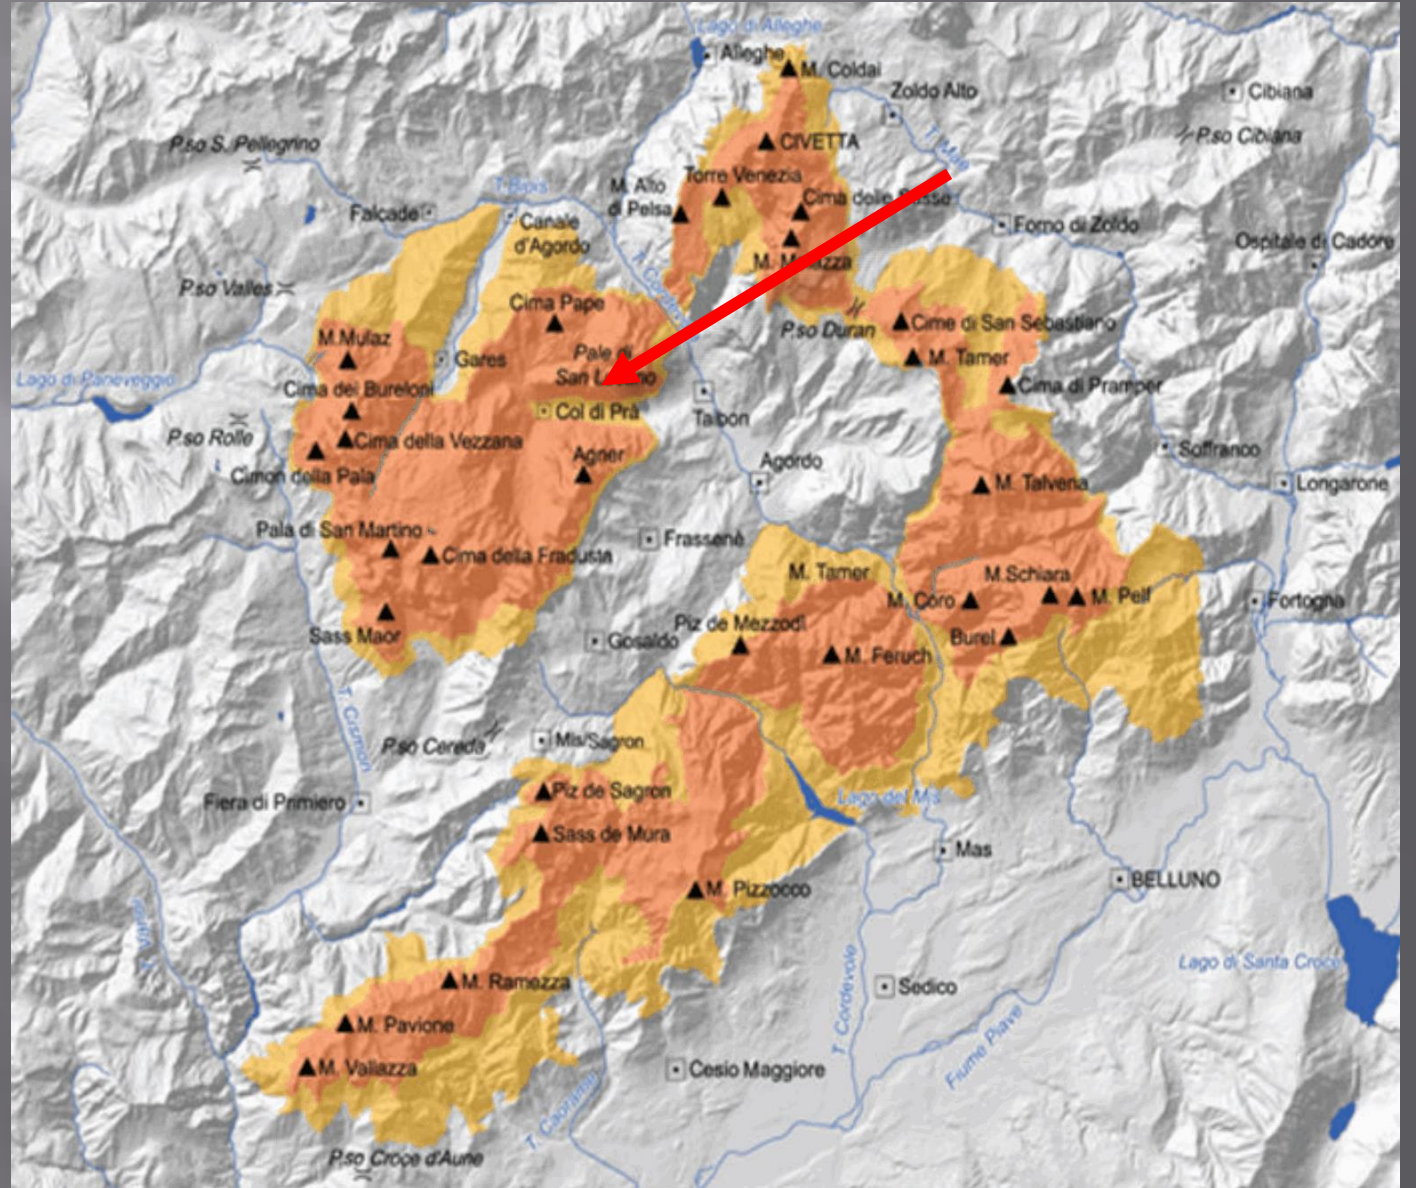 Lago di Alleghe
Alleghe
M. Coldai
Zoldo Alto
Cibiana
P.so Cibiana
P.so S. Pellegrino
CIVETTA
T. Maè
Torre Venezia
T. Biois
M. Alto
di Pelsa
Cima delle Sasse
Falcade
Canale
d'Agordo
Forno di Zoldo
Ospitale di Cadore
M.
P.so Valles
Cima Pape
P.so Duran
Cime di San Sebastiano
M.Mulaz
Gares
Pale di
San
M. Tamer
Lago di Paneveggio
Cima dei Bureloni
Cima di Pramper
Col di Prà
Taibon
P.so Rolle
Cima della Vezzana
Soffranco
Cimon della Pala
Agner
Agordo
M. Talvena
Longarone
Pala di San Martino
Frassenè
Cima della Fradusta
M. Tamer
M.Schiara
M. Coro
M. Pelf
Fortogna
Sass Maor
Gosaldo
Piz de Mezzodì
M. Feruch
Burel
T. Cismon
P.so Cereda
Mis/Sagron
Fiera di Primiero
Piz de Sagron
Lago del Mis
Sass de Mura
Mas
M. Pizzocco
BELLUNO
T. Vanoi
Lago di Santa Croce
M. Ramezza
T. Cordevole
Sedico
M. Pavione
Fiume Piave
M. Vallazza
Cesio Maggiore
T. Caorame
P.so Croce d'Aune